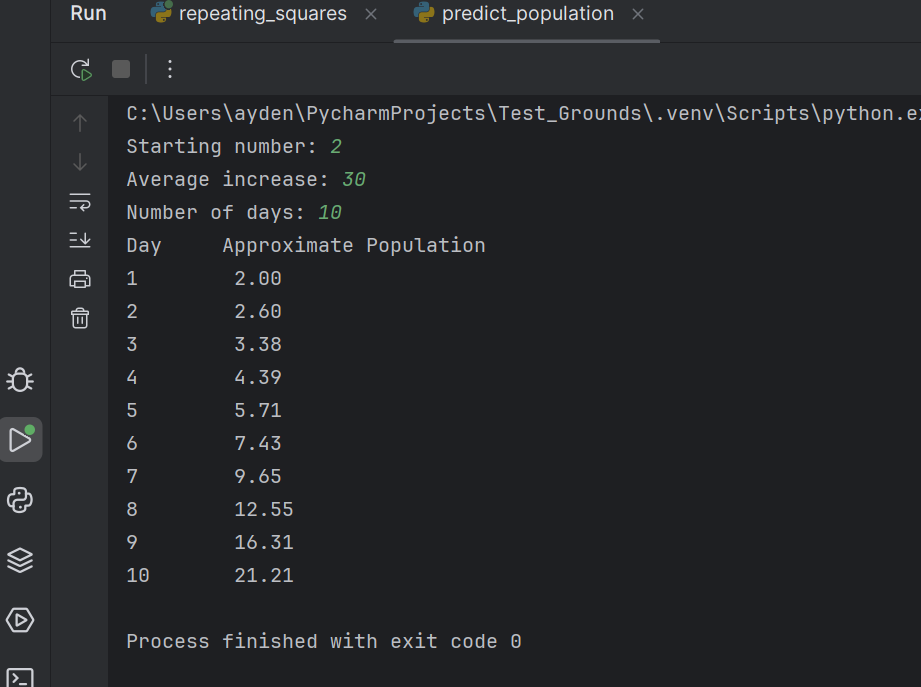 Run repeating_squares predict_population
C:\Users\ayden\PycharmProjects\Test_Grounds\.venv\Scripts\python.ex
Starting number: 2
Average increase: 30
Number of days: 10
Day Approximate Population
1 2.00
2 2.60
3 3.38
4 4.39
5 5.71
6 7.43
7 9.65
8 12.55
9 16.31
10 21.21
Process finished with exit code 0